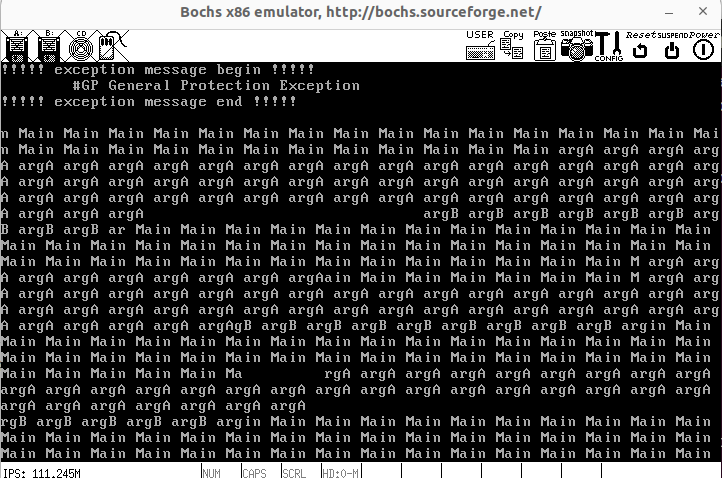 Bochs x86 emulator, http://bochs.sourceforge.net/
A: B: CD USER Copy Paste Snapshot CONFIG Reset SUSPEND Power
!!!!! exception message begin !!!!!
#GP General Protection Exception
!!!!! exception message end !!!!!
n Main Main Main Main Main Main Main Main Main Main Main Main Main Main Main Mai
n Main Main Main Main Main Main Main Main Main Main Main Main argA argA argA arg
A argA argA argA argA argA argA argA argA argA argA argA argA argA argA argA arg
A argA argA argA argA argA argA argA argA argA argA argA argA argA argA argA arg
A argA argA argA argA argA argA argA argA argA argA argA argA argA argA argA arg
A argA argA argA                               argB argB argB argB argB argB arg
B argB argB ar Main Main Main Main Main Main Main Main Main Main Main Main Main
Main Main Main Main Main Main Main Main Main Main Main Main Main Main Main Main
Main Main Main Main Main Main Main Main Main Main Main Main Main Main M argA arg
A argA argA argA argA argA argA argAain Main Main Main Main Main Main Main Main
A argA argA argA argA argA argA argA argA argA argA argA argA argA argA argA arg
A argA argA argA argA argA argA argA argA argA argA argA argA argA argA argA arg
A argA argA argA argA argAgB argB argB argB argB argB argB argB argB argin Main
Main Main Main Main Main Main Main Main Main Main Main Main Main Main Main Main
Main Main Main Main Main Main Main Main Main Main Main Main Main Main Main Main
Main Main Main Main Main Ma         rgA argA argA argA argA argA argA argA argA
argA argA argA argA argA argA argA argA argA argA argA argA argA argA argA argA
argA argA argA argA argA argA argA
rgB argB argB argB argB argin Main Main Main Main Main Main Main Main Main Main
Main Main Main Main Main Main Main Main Main Main Main Main Main Main Main Main
Main Main Main Main Main Main Main Main Main Main Main Main Main Main Main Main
IPS: 111.245M NUM CAPS SCRL HD:0-M